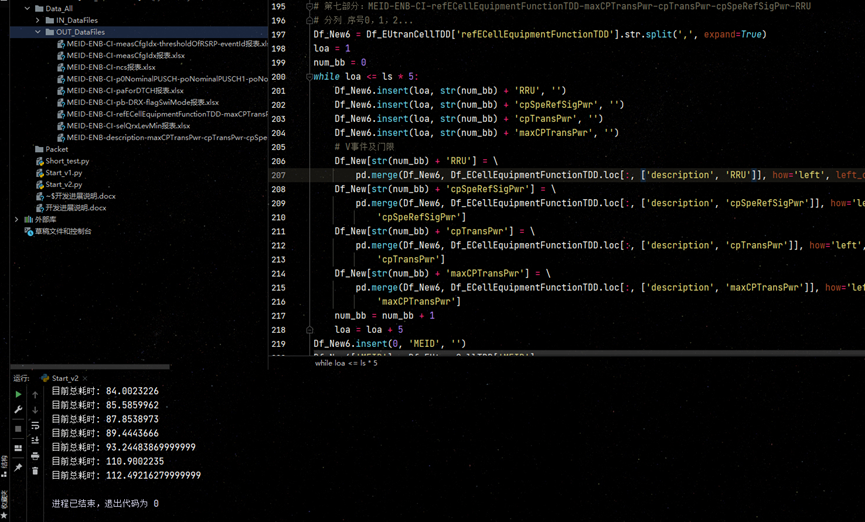 Data_All
IN_DataFiles
OUT_DataFiles
MEID-ENB-CI-measCfgIdx-thresholdOfRSRP-eventId报表.xls
MEID-ENB-CI-measCfgIdx报表.xlsx
MEID-ENB-CI-ncs报表.xlsx
MEID-ENB-CI-p0NominalPUSCH-poNominalPUSCH1-poNo
MEID-ENB-CI-paForDTCH报表.xlsx
MEID-ENB-CI-pb-DRX-flagSwiMode报表.xlsx
MEID-ENB-CI-refECellEquipmentFunctionTDD-maxCPTransP
MEID-ENB-CI-selQrxLevMin报表.xlsx
MEID-ENB-description-maxCPTransPwr-cpTransPwr-cpSpe
Packet
Short_test.py
Start_v1.py
Start_v2.py
~$开发进展说明.docx
开发进展说明.docx
外部库
草稿文件和控制台
195 # 第七部分: MEID-ENB-CI-refECellEquipmentFunctionTDD-maxCPTransPwr-cpTransPwr-cpSpeRefSigPwr-RRU
196 # 分列 序号0, 1, 2...
197 Df_New6 = Df_EUtranCellTDD['refECellEquipmentFunctionTDD'].str.split(',', expand=True)
198 loa = 1
199 num_bb = 0
200 while loa <= ls * 5:
201 Df_New6.insert(loa, str(num_bb) + 'RRU', '')
202 Df_New6.insert(loa, str(num_bb) + 'cpSpeRefSigPwr', '')
203 Df_New6.insert(loa, str(num_bb) + 'cpTransPwr', '')
204 Df_New6.insert(loa, str(num_bb) + 'maxCPTransPwr', '')
205 # V事件及门限
206 Df_New[str(num_bb) + 'RRU'] = \
207 pd.merge(Df_New6, Df_ECellEquipmentFunctionTDD.loc[:, ['description', 'RRU']], how='left', left_o
208 Df_New[str(num_bb) + 'cpSpeRefSigPwr'] = \
209 pd.merge(Df_New6, Df_ECellEquipmentFunctionTDD.loc[:, ['description', 'cpSpeRefSigPwr']], how='le
210 'cpSpeRefSigPwr']
211 Df_New[str(num_bb) + 'cpTransPwr'] = \
212 pd.merge(Df_New6, Df_ECellEquipmentFunctionTDD.loc[:, ['description', 'cpTransPwr']], how='left',
213 'cpTransPwr']
214 Df_New[str(num_bb) + 'maxCPTransPwr'] = \
215 pd.merge(Df_New6, Df_ECellEquipmentFunctionTDD.loc[:, ['description', 'maxCPTransPwr']], how='lef
216 'maxCPTransPwr']
217 num_bb = num_bb + 1
218 loa = loa + 5
219 Df_New6.insert(0, 'MEID', '')
while loa <= ls * 5
运行: Start_v2
目前总耗时: 84.0023226
目前总耗时: 85.5859962
目前总耗时: 87.8538973
目前总耗时: 89.4443666
目前总耗时: 93.24483869999999
目前总耗时: 110.9002235
目前总耗时: 112.49216279999999
进程已结束,退出代码为 0
结构
收藏夹